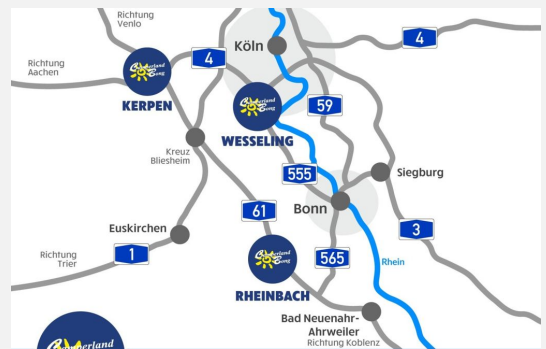 Richtung
Venlo
Köln
4
Richtung
Aachen
4
KERPEN
59
WESSELING
Kreuz
Bliesheim
555
Siegburg
Bonn
61
Euskirchen
3
1
Richtung
Trier
565
Rhein
RHEINBACH
Bad Neuenahr-
Ahrweiler
Richtung Koblenz